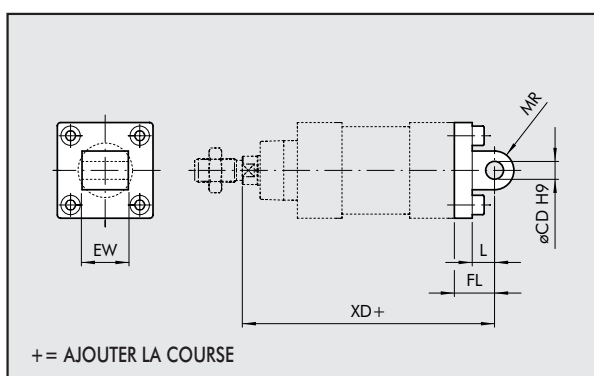 MR
øCD H9
EW
L
FL
XD+
+= AJOUTER LA COURSE